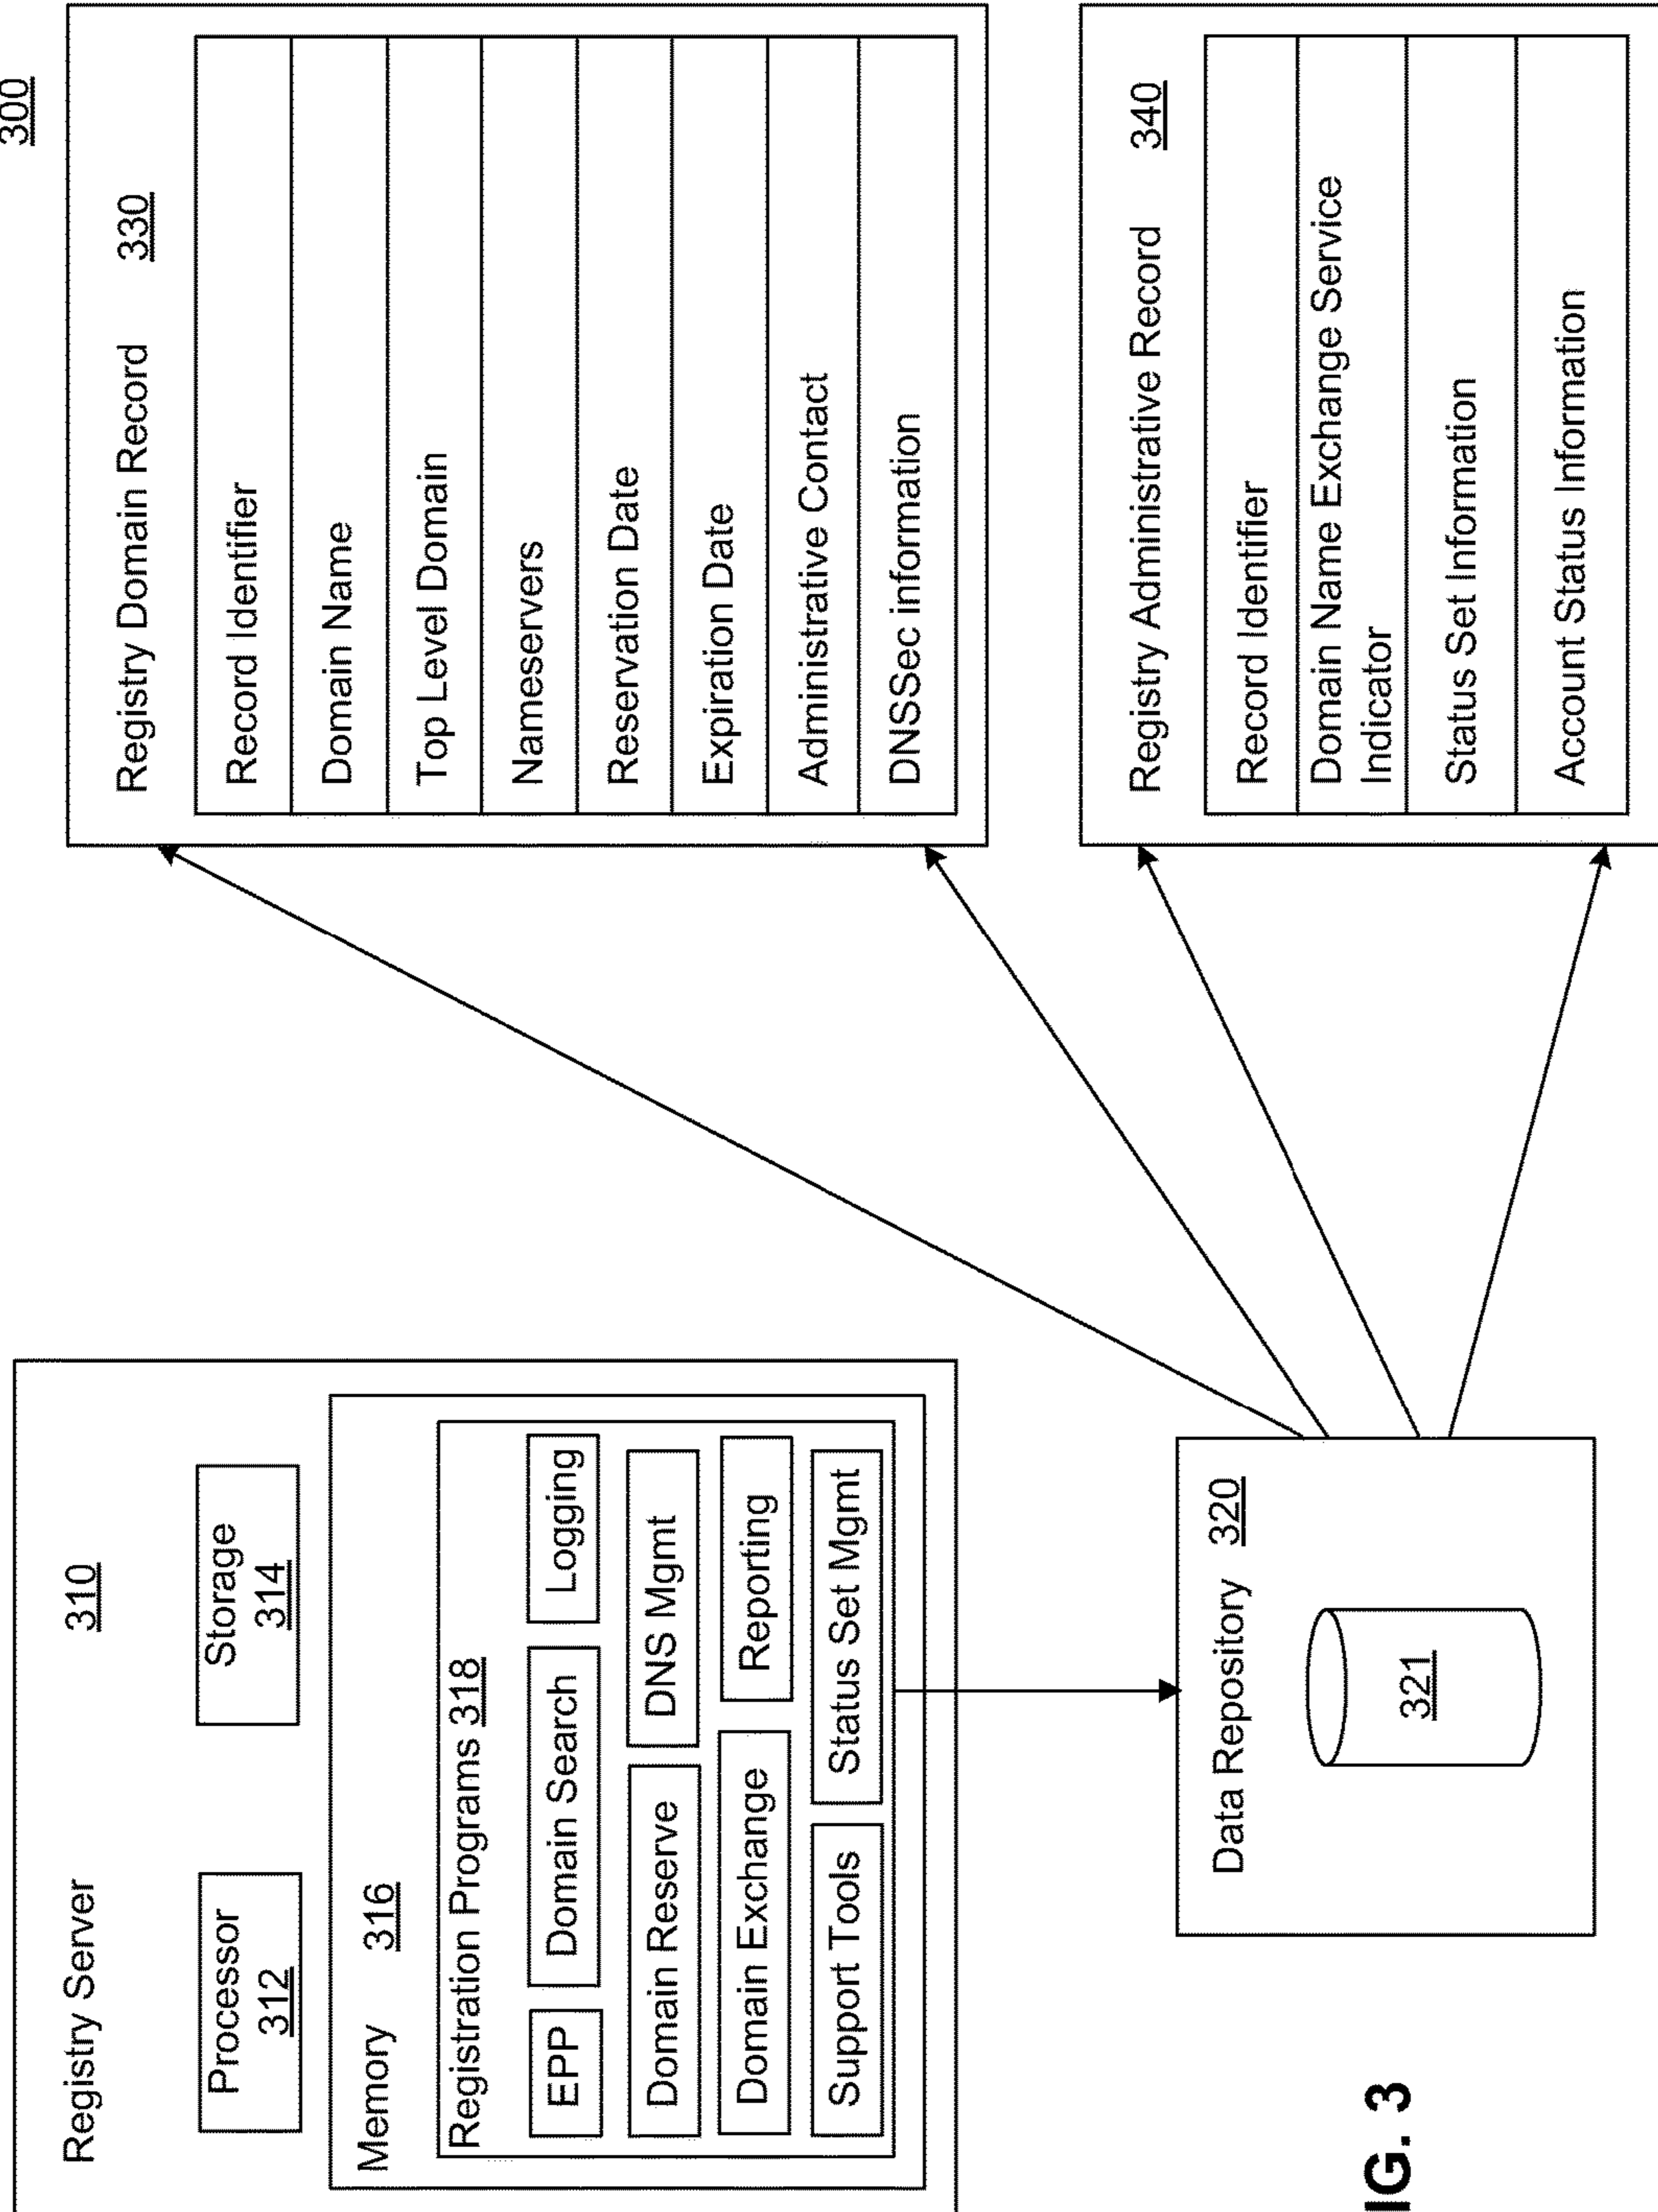 300
Registry Server 310
Processor
312
Storage
314
Memory 316
Registration Programs 318
EPP
Domain Search
Logging
Domain Reserve
DNS Mgmt
Domain Exchange
Reporting
Support Tools
Status Set Mgmt
Data Repository 320
321
Registry Domain Record 330
Record Identifier
Domain Name
Top Level Domain
Nameservers
Reservation Date
Expiration Date
Administrative Contact
DNSSec information
Registry Administrative Record 340
Record Identifier
Domain Name Exchange Service
Indicator
Status Set Information
Account Status Information
IG. 3